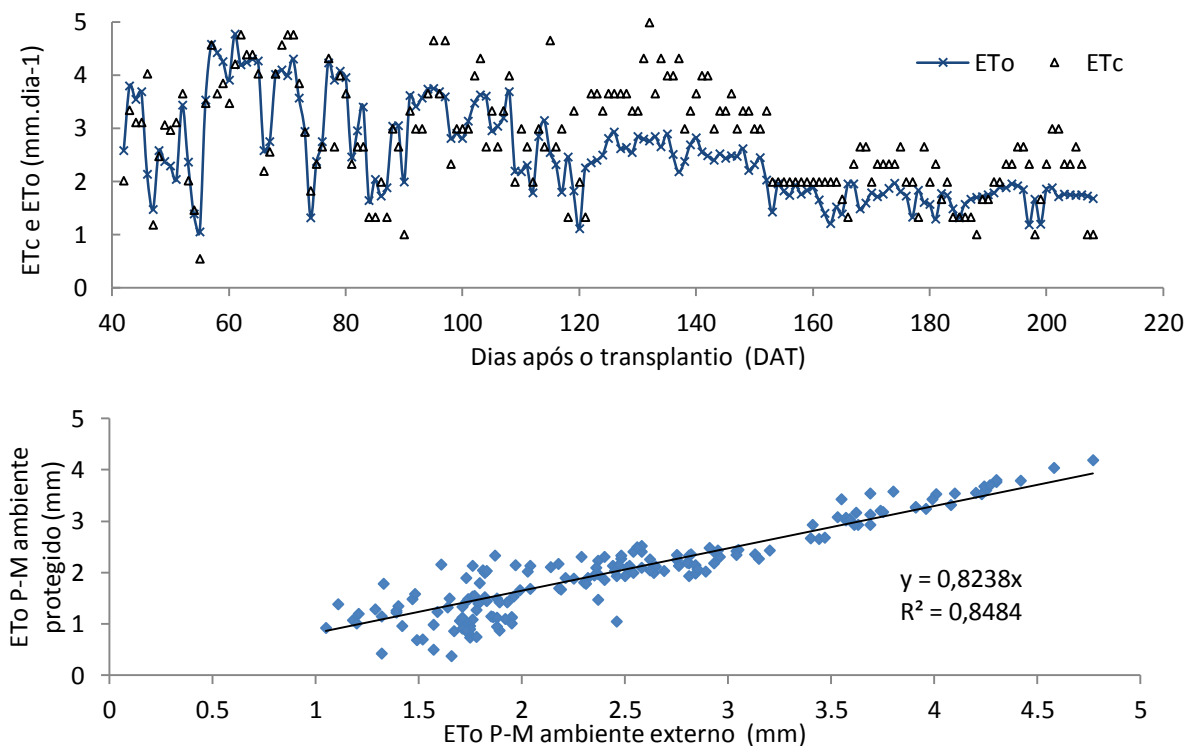 ETc e ETo (mm.dia-1)
5
4
3
2
1
0
ETo
ETc
40 60 80 100 120 140 160 180 200 220
Dias após o transplantio (DAT)
ETo P-M ambiente
protegido (mm)
5
4
3
2
1
0
y = 0,8238x
R² = 0,8484
0 0.5 1 1.5 2 2.5 3 3.5 4 4.5 5
ETo P-M ambiente externo (mm)